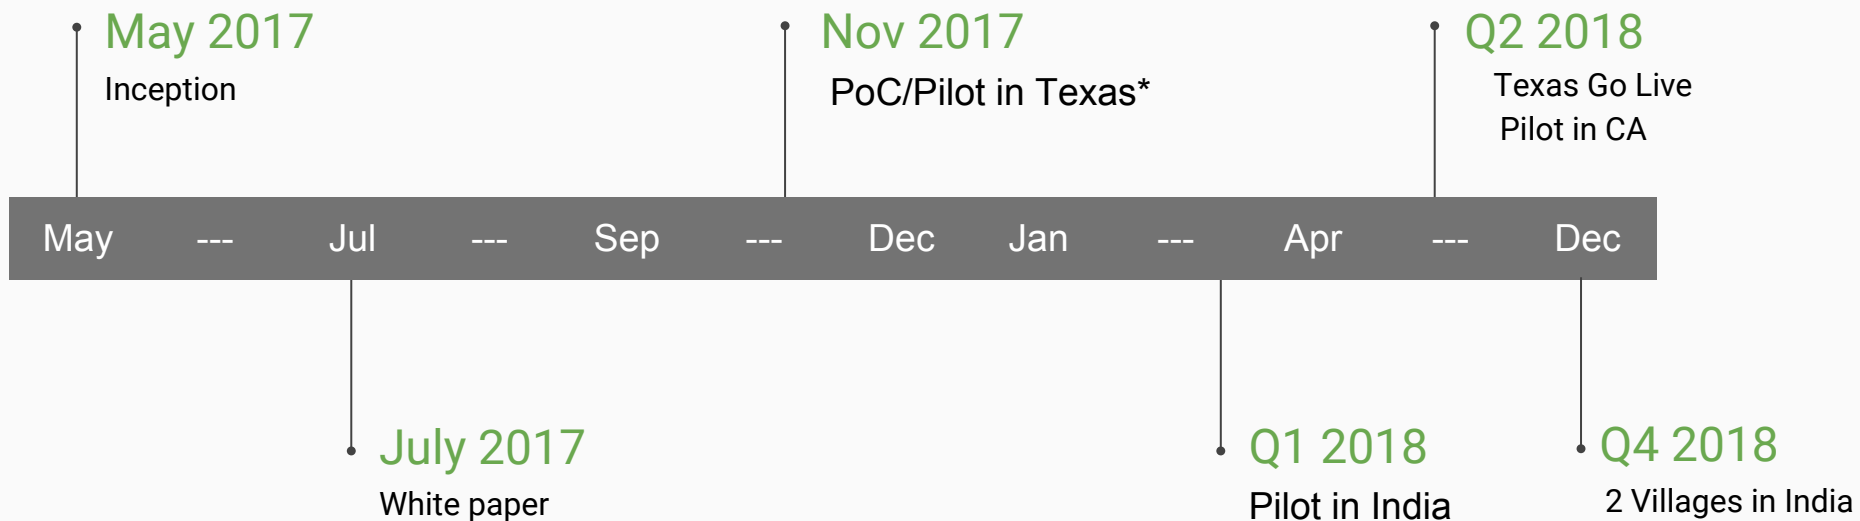 May 2017
Inception
Nov 2017
PoC/Pilot in Texas*
Q2 2018
Texas Go Live
Pilot in CA
May --- Jul --- Sep --- Dec Jan --- Apr --- Dec
July 2017
White paper
Q1 2018
Pilot in India
Q4 2018
2 Villages in India